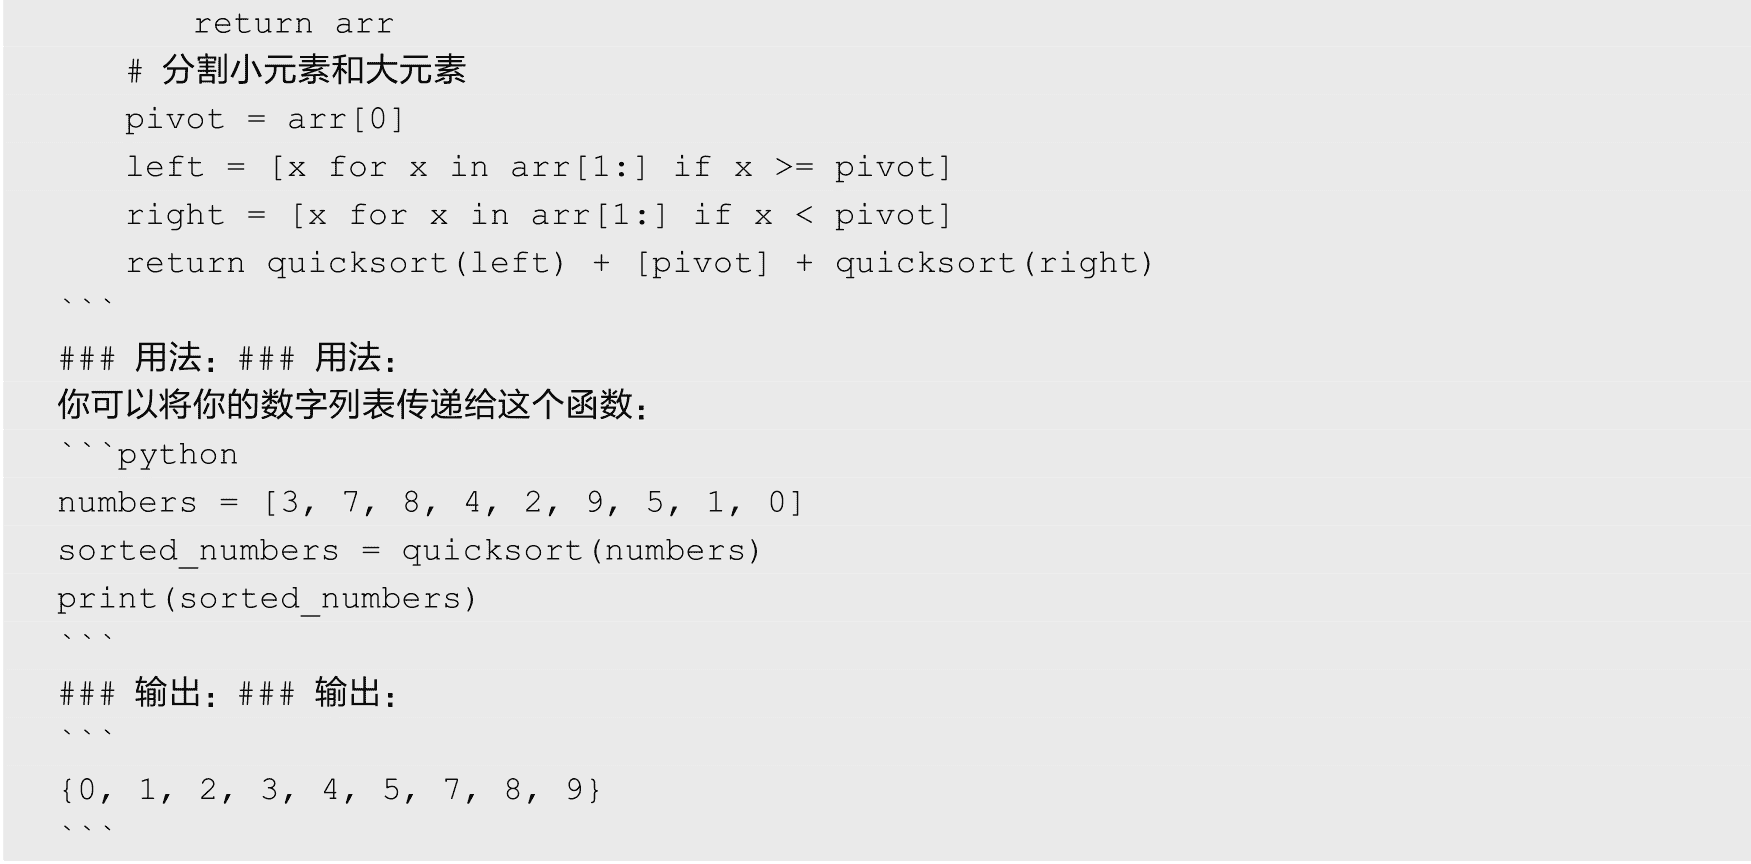 return arr
# 分割小元素和大元素
pivot = arr[0]
left = [x for x in arr[1:] if x >= pivot]
right = [x for x in arr[1:] if x < pivot]
return quicksort(left) + [pivot] + quicksort(right)
```
### 用法：### 用法：
你可以将你的数字列表传递给这个函数：
```python
numbers = [3, 7, 8, 4, 2, 9, 5, 1, 0]
sorted_numbers = quicksort(numbers)
print(sorted_numbers)
```
### 输出：### 输出：
```
{0, 1, 2, 3, 4, 5, 7, 8, 9}
```